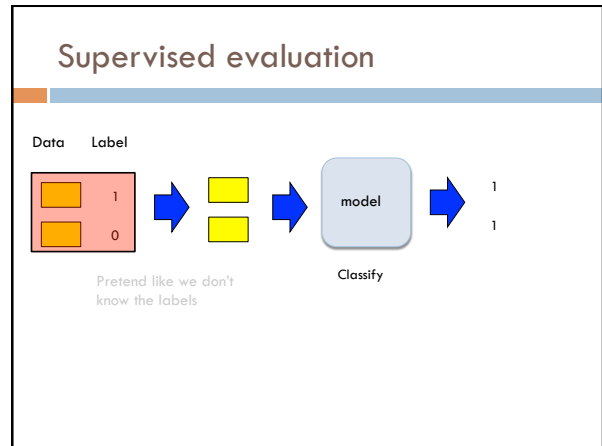 Supervised evaluation
Data Label
1
0
Pretend like we don't
know the labels
model
Classify
1
1